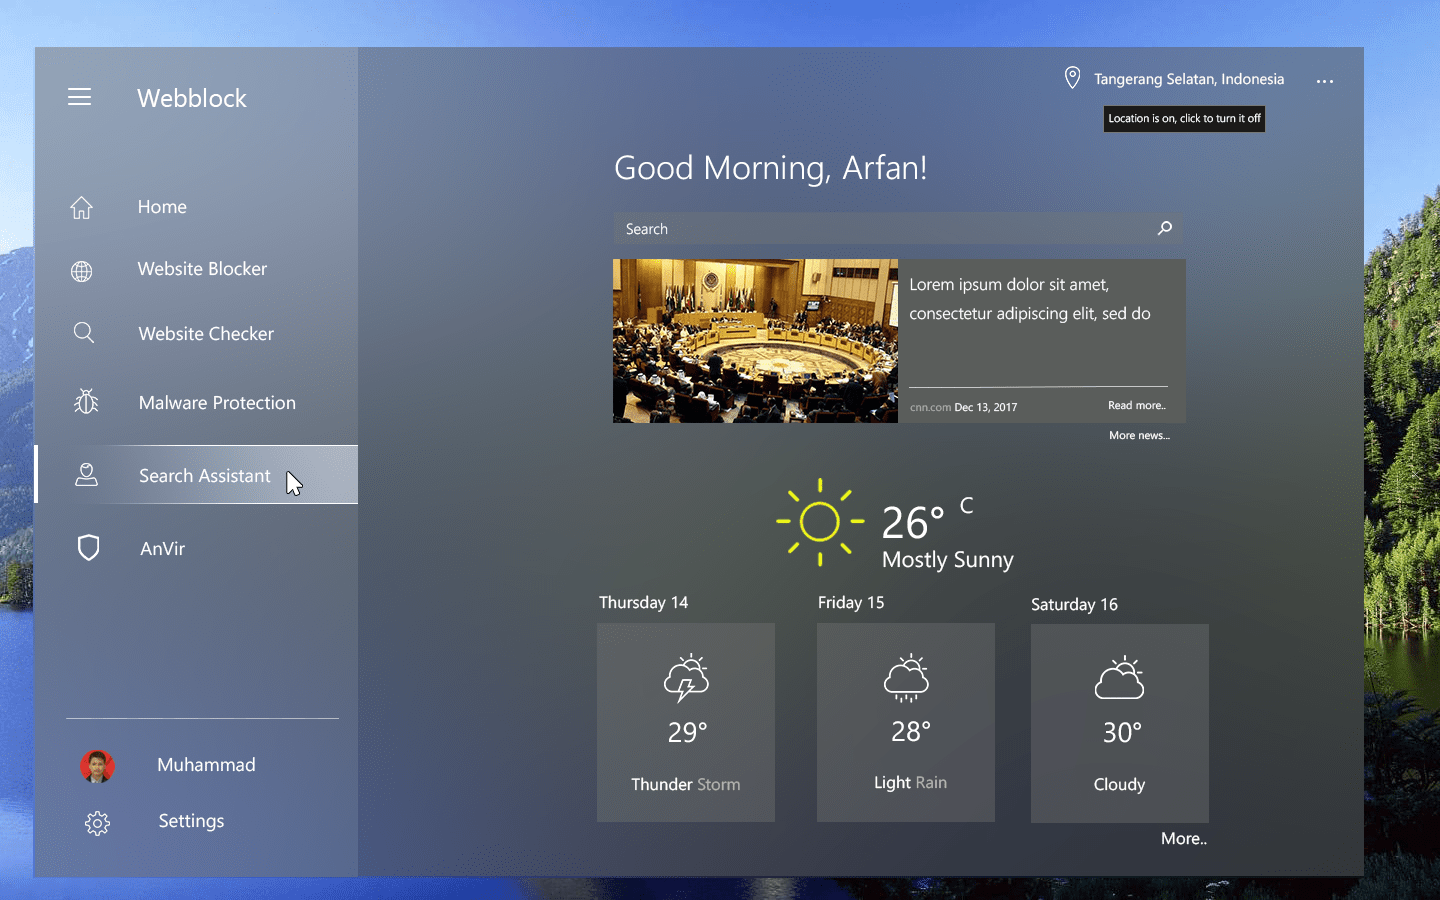 Webblock
Home
Website Blocker
Website Checker
Malware Protection
Search Assistant
AnVir
Muhammad
Settings
Tangerang Selatan, Indonesia
...
Location is on, click to turn it off
Good Morning, Arfan!
Search
Lorem ipsum dolor sit amet,
consectetur adipiscing elit, sed do
cnn.com Dec 13, 2017
Read more..
More news...
26° C
Mostly Sunny
Thursday 14
29°
Thunder Storm
Friday 15
28°
Light Rain
Saturday 16
30°
Cloudy
More..